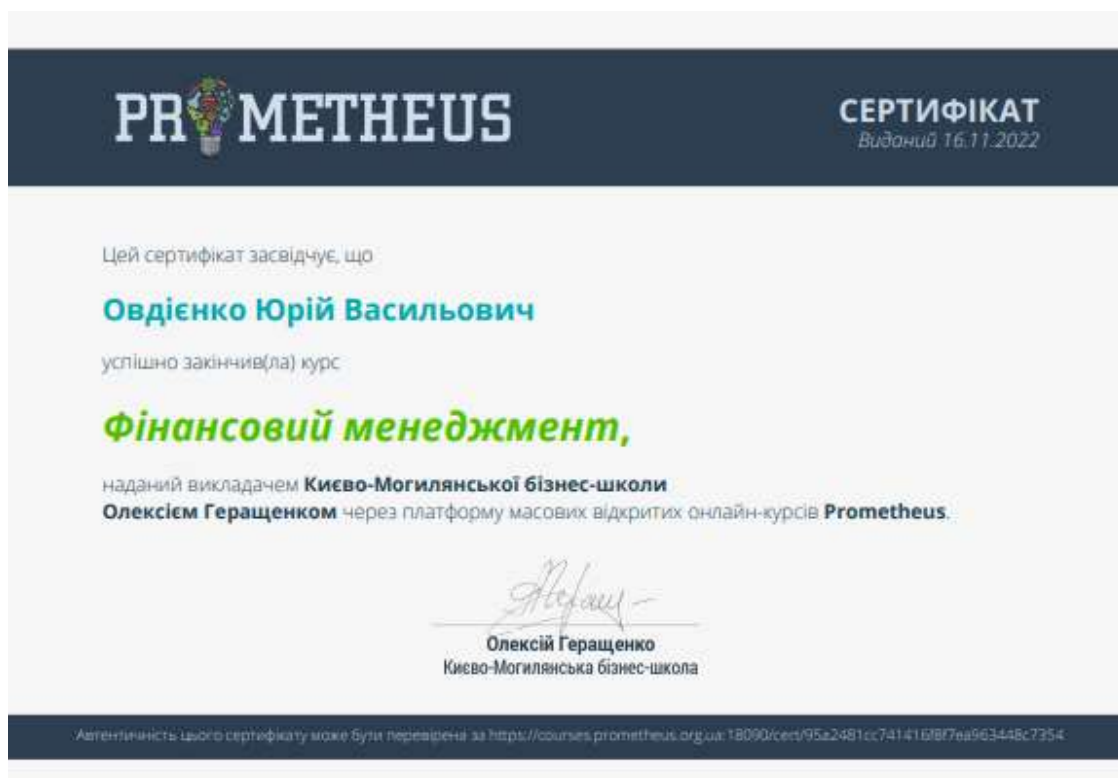 PROMETHEUS
СЕРТИФІКАТ
Виданий 16.11.2022
Цей сертифікат засвідчує, що
Овдієнко Юрій Васильович
успішно закінчив(ла) курс
Фінансовий менеджмент,
наданий викладачем Києво-Могилянської бізнес-школи
Олексієм Геращенком через платформу масових відкритих онлайн-курсів Prometheus.
Олексій Геращенко
Києво-Могилянська бізнес-школа
Автентичність цього сертифікату може бути перевірена за https://courses.prometheus.org.ua:18090/cert/95a2481cc741416f8f7ea963448c7354